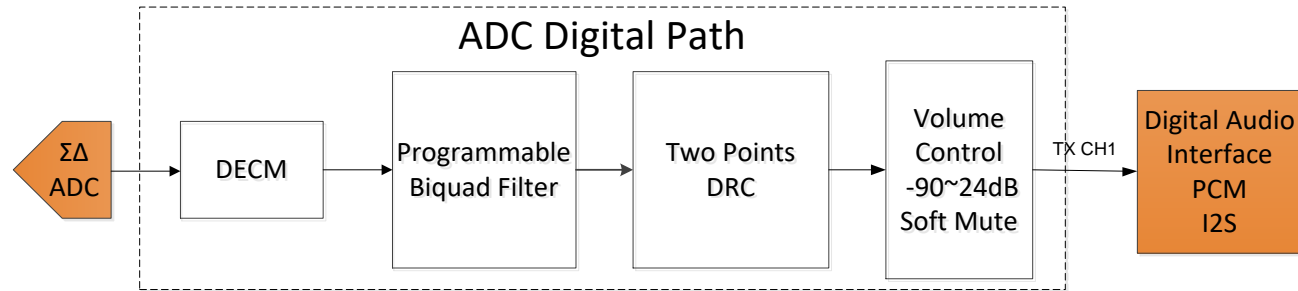 ADC Digital Path
ΣΔ
ADC
DECM
Programmable
Biquad Filter
Two Points
DRC
Volume
Control
-90~24dB
Soft Mute
TX CH1
Digital Audio
Interface
PCM
I2S